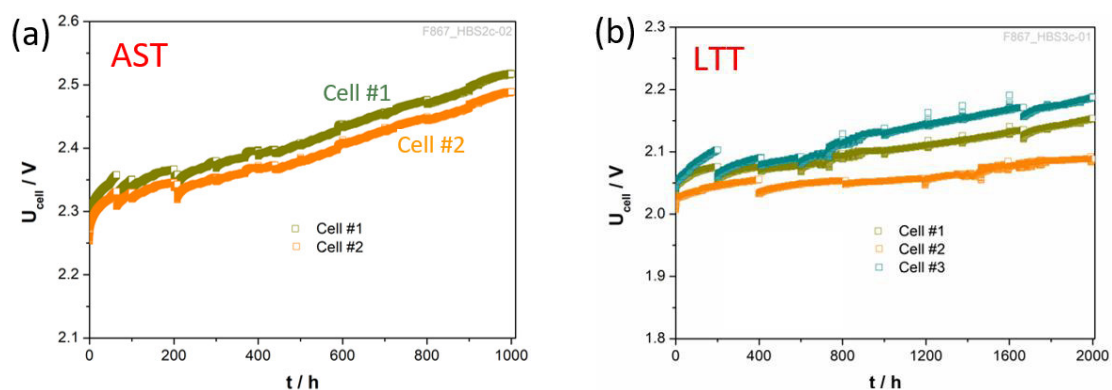 (a)
F867_HBS2c-02
AST
Cell #1
Cell #2
Cell #1
Cell #2
2.6
2.5
2.4
2.3
2.2
2.1
U_cell / V
0
200
400
600
800
1000
t / h
(b)
F867_HBS3c-01
LTT
Cell #1
Cell #2
Cell #3
2.3
2.2
2.1
2.0
1.9
1.8
U_cell / V
0
400
800
1200
1600
2000
t / h